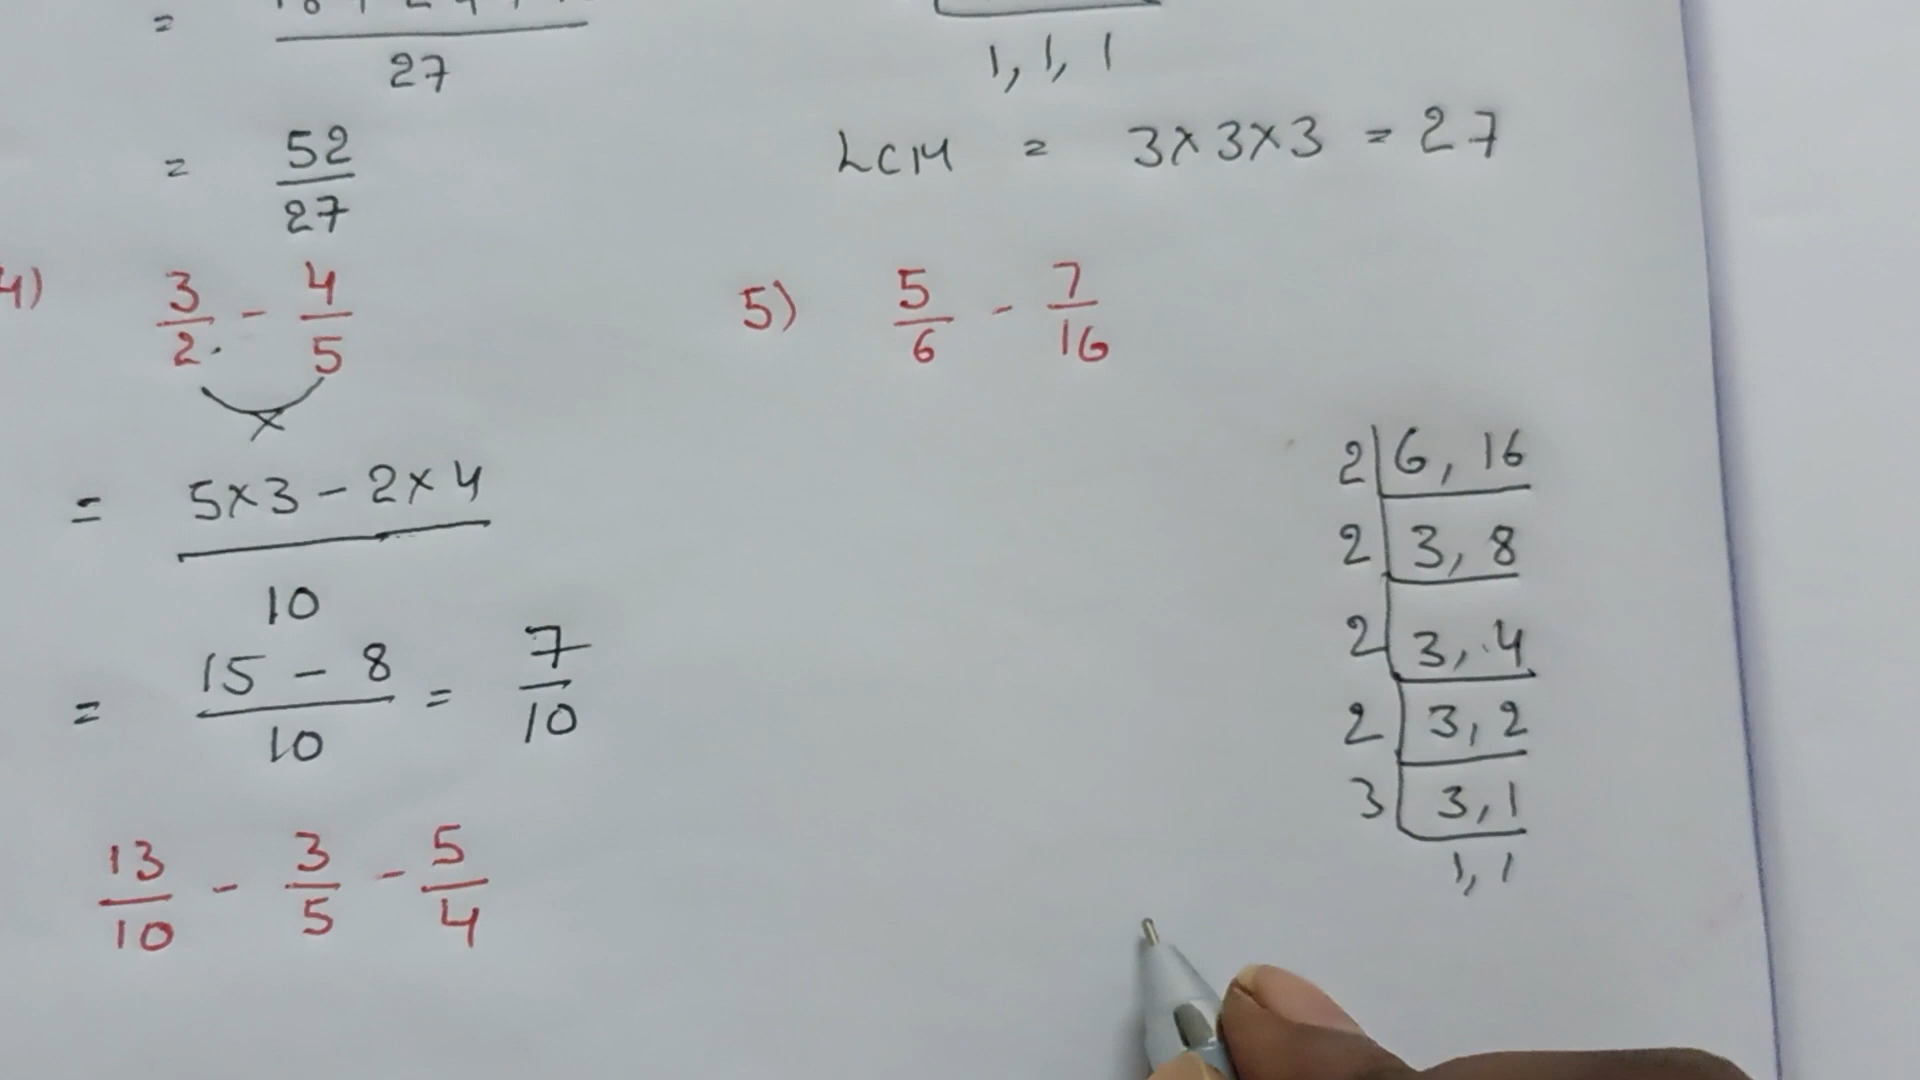 =
27
= 52/27
1, 1, 1
LCM = 3×3×3 = 27
4) 3/2 - 4/5
×
= 5×3 - 2×4
10
= 15 - 8/10 = 7/10
13/10 - 3/5 - 5/4
5) 5/6 - 7/16
2 | 6, 16
2 | 3, 8
2 | 3, 4
2 | 3, 2
3 | 3, 1
1, 1